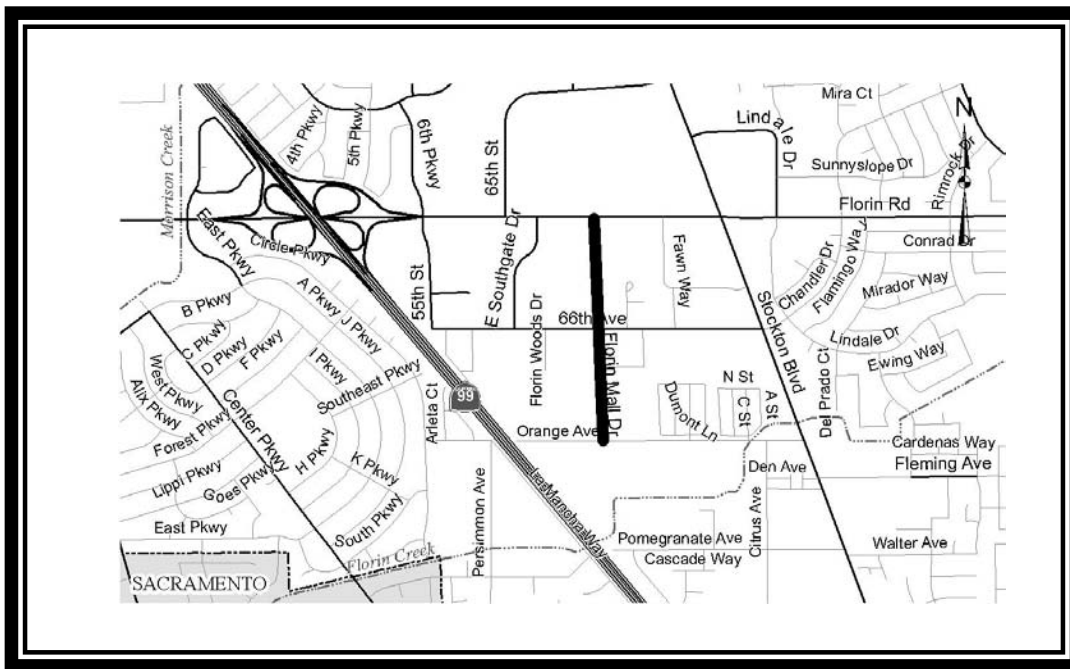 Mira Ct
N
Lindale Dr
4th Pkwy
5th Pkwy
6th Pkwy
65th St
Sunnyslope Dr
Rimrock Dr
Morrison Creek
Florin Rd
East Pkwy
Circle Pkwy
E Southgate Dr
Fawn Way
Conrad Dr
Chandler Dr
Flamingo Way
55th St
A Pkwy
J Pkwy
B Pkwy
Mirador Way
66th Ave
Stockton Blvd
C Pkwy
D Pkwy
F Pkwy
I Pkwy
Florin Woods Dr
Florin Mall Dr
Lindale Dr
Ewing Way
West Pkwy
Alix Pkwy
Southeast Pkwy
Arleta Ct
99
N St
Dumont Ln
C St
A St
Del Prado Ct
Center Pkwy
Forest Pkwy
H Pkwy
Orange Ave
Cardenas Way
Lippi Pkwy
Goes Pkwy
K Pkwy
Den Ave
Fleming Ave
Persimmon Ave
La Mancha Way
Citrus Ave
East Pkwy
South Pkwy
Pomegranate Ave
Walter Ave
Florin Creek
Cascade Way
SACRAMENTO